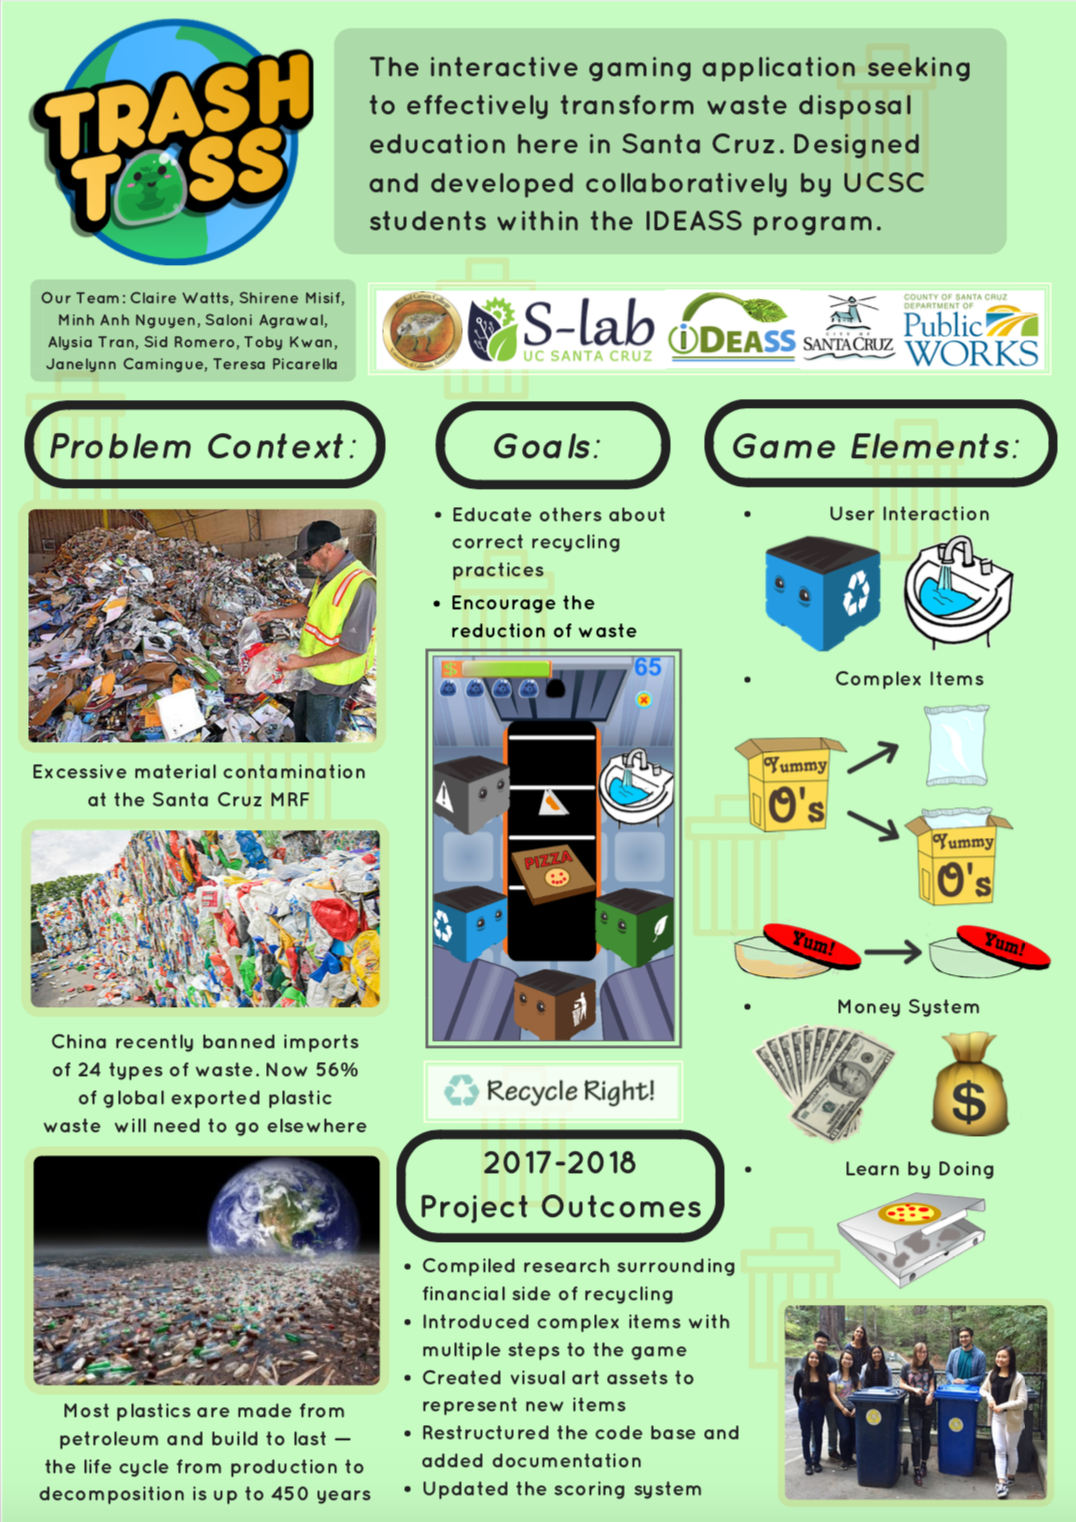 TRASH
TOSS
The interactive gaming application seeking
to effectively transform waste disposal
education here in Santa Cruz. Designed
and developed collaboratively by UCSC
students within the IDEASS program.
Our Team: Claire Watts, Shirene Misif,
Minh Anh Nguyen, Saloni Agrawal,
Alysia Tran, Sid Romero, Toby Kwan,
Janelynn Camingue, Teresa Picarella
S-lab
UC SANTA CRUZ
iDEASS
CITY OF
SANTA CRUZ
COUNTY OF SANTA CRUZ
DEPARTMENT OF
Public
WORKS
Problem Context:
Excessive material contamination
at the Santa Cruz MRF
China recently banned imports
of 24 types of waste. Now 56%
of global exported plastic
waste will need to go elsewhere
Most plastics are made from
petroleum and build to last —
the life cycle from production to
decomposition is up to 450 years
Goals:
• Educate others about
correct recycling
practices
• Encourage the
reduction of waste
$
65
PIZZA
Recycle Right!
2017-2018
Project Outcomes
• Compiled research surrounding
financial side of recycling
• Introduced complex items with
multiple steps to the game
• Created visual art assets to
represent new items
• Restructured the code base and
added documentation
• Updated the scoring system
Game Elements:
• User Interaction
• Complex Items
Yummy
O's
Yummy
O's
Yum!
Yum!
• Money System
$
• Learn by Doing